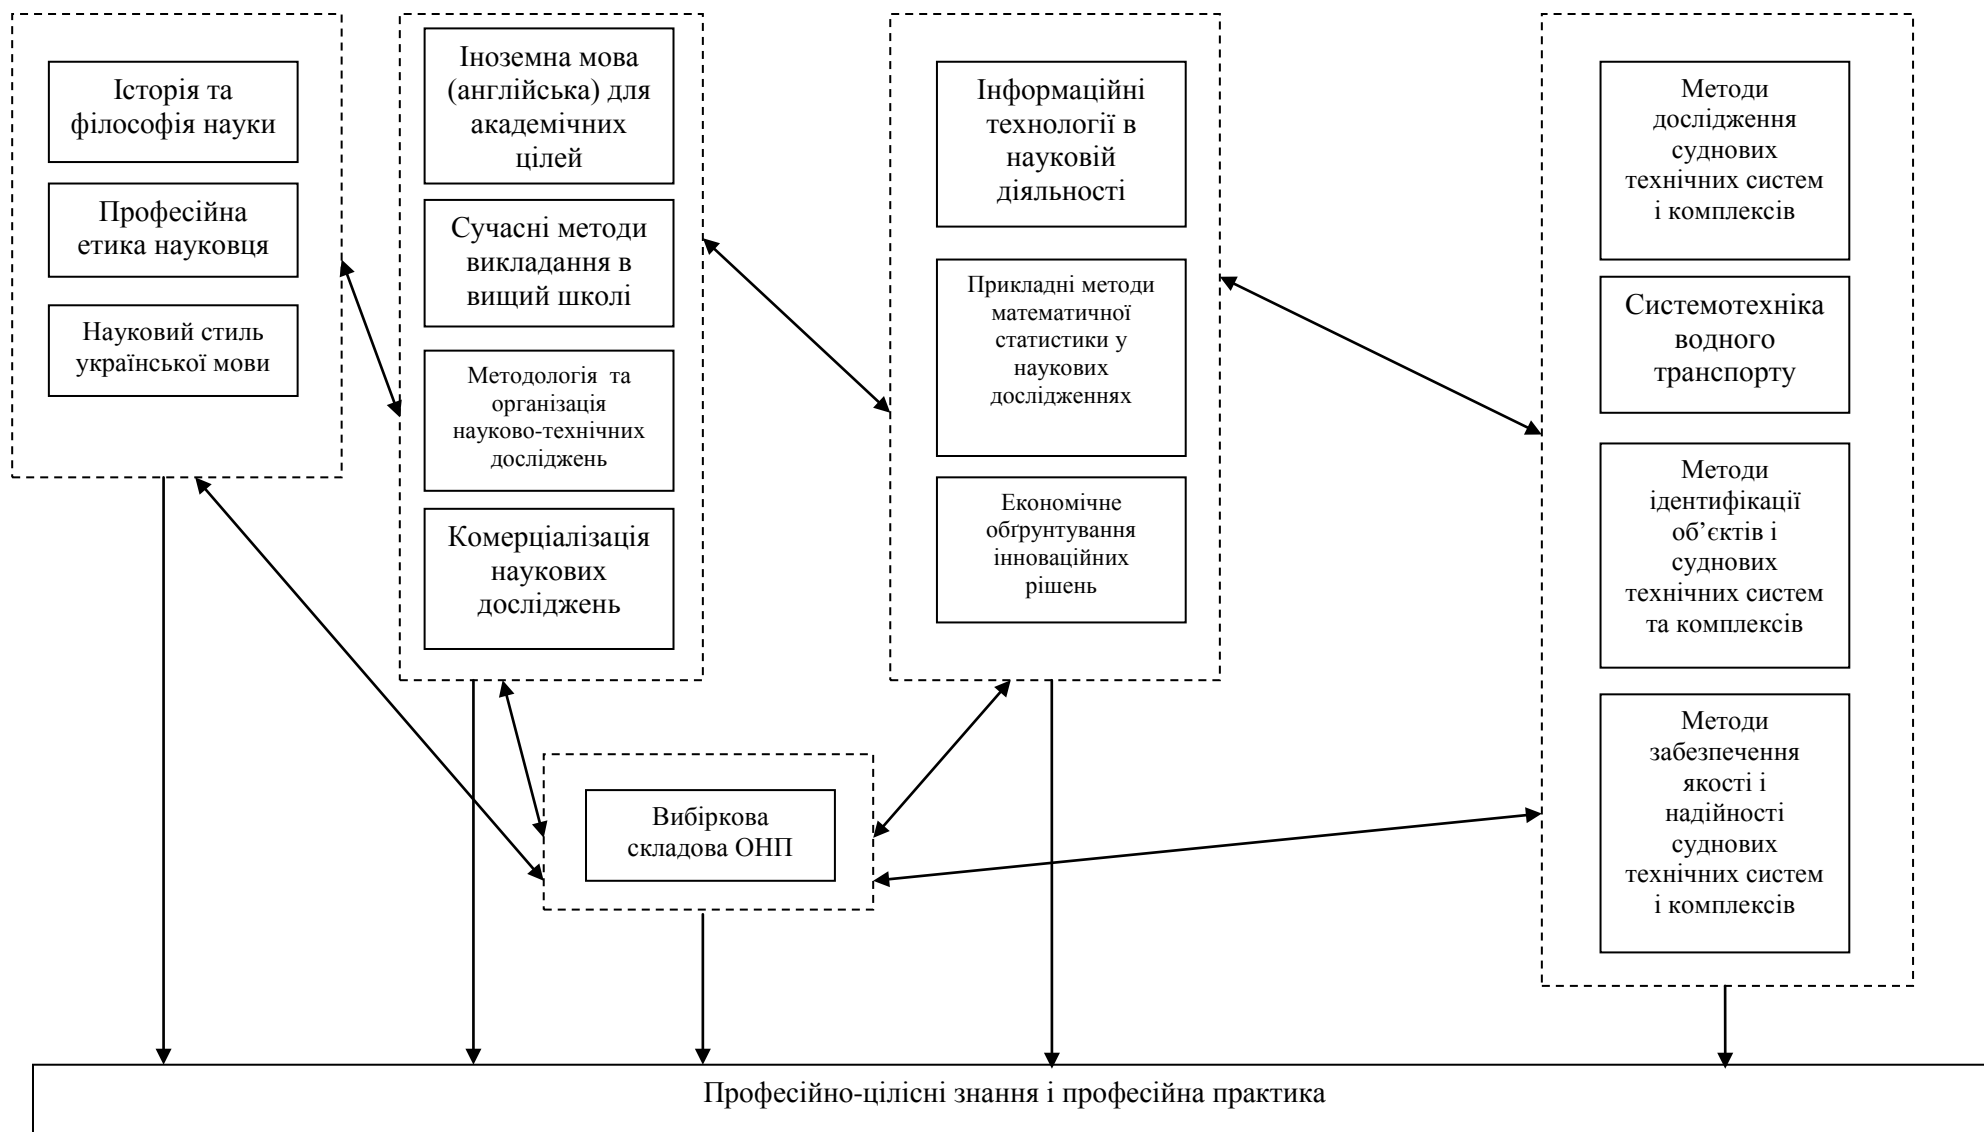 Історія та
філософія науки
Професійна
етика науковця
Науковий стиль
української мови
Іноземна мова
(англійська) для
академічних
цілей
Сучасні методи
викладання в
вищий школі
Методологія та
організація
науково-технічних
досліджень
Комерціалізація
наукових
досліджень
Інформаційні
технології в
науковій
діяльності
Прикладні методи
математичної
статистики у
наукових
дослідженнях
Економічне
обґрунтування
інноваційних
рішень
Методи
дослідження
суднових
технічних систем
і комплексів
Системотехніка
водного
транспорту
Методи
ідентифікації
об’єктів і
суднових
технічних систем
та комплексів
Методи
забезпечення
якості і
надійності
суднових
технічних систем
і комплексів
Вибіркова
складова ОНП
Професійно-цілісні знання і професійна практика